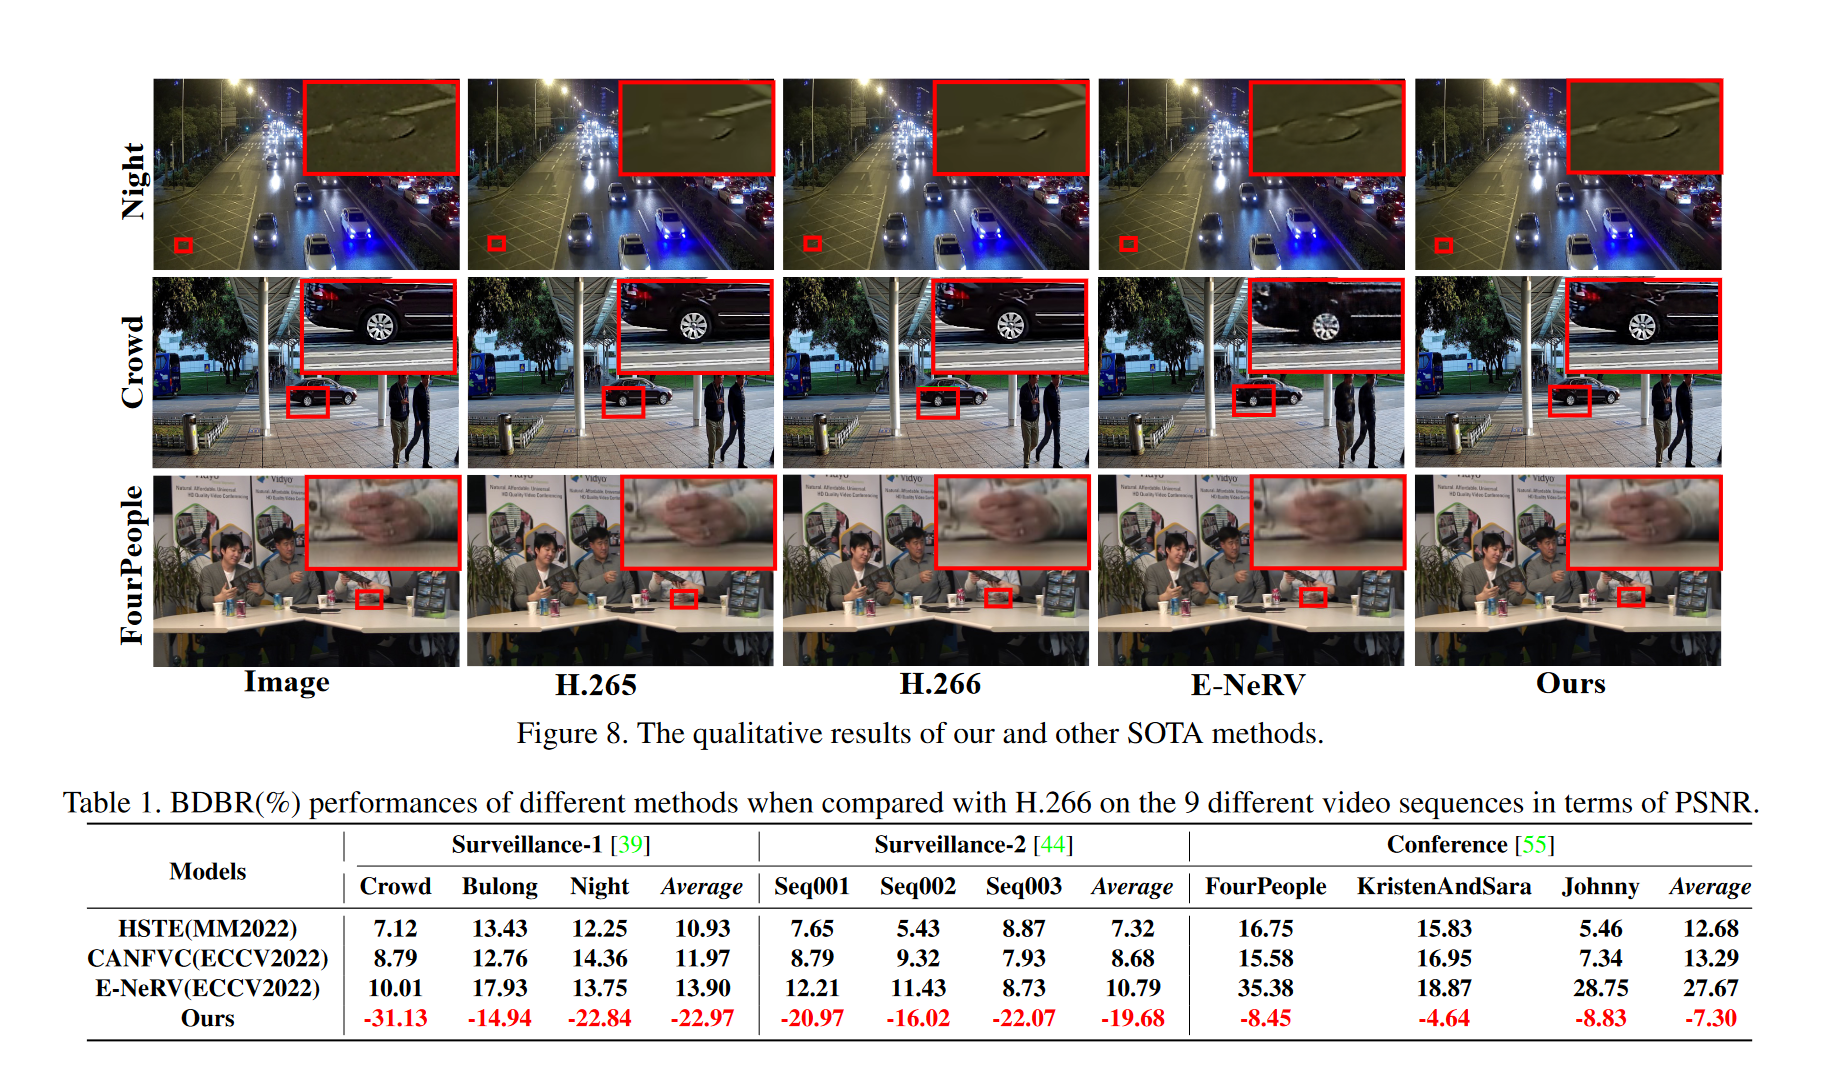 Night
Crowd
FourPeople
Vidyo
Natural. Affordable. Universal
HD Quality Video Conferencing
Image H.265 H.266 E-NeRV Ours
Figure 8. The qualitative results of our and other SOTA methods.
Table 1. BDBR(%) performances of different methods when compared with H.266 on the 9 different video sequences in terms of PSNR.
Models Surveillance-1 [39] Surveillance-2 [44] Conference [55]
Crowd Bulong Night Average Seq001 Seq002 Seq003 Average FourPeople KristenAndSara Johnny Average
HSTE(MM2022) 7.12 13.43 12.25 10.93 7.65 5.43 8.87 7.32 16.75 15.83 5.46 12.68
CANFVC(ECCV2022) 8.79 12.76 14.36 11.97 8.79 9.32 7.93 8.68 15.58 16.95 7.34 13.29
E-NeRV(ECCV2022) 10.01 17.93 13.75 13.90 12.21 11.43 8.73 10.79 35.38 18.87 28.75 27.67
Ours -31.13 -14.94 -22.84 -22.97 -20.97 -16.02 -22.07 -19.68 -8.45 -4.64 -8.83 -7.30